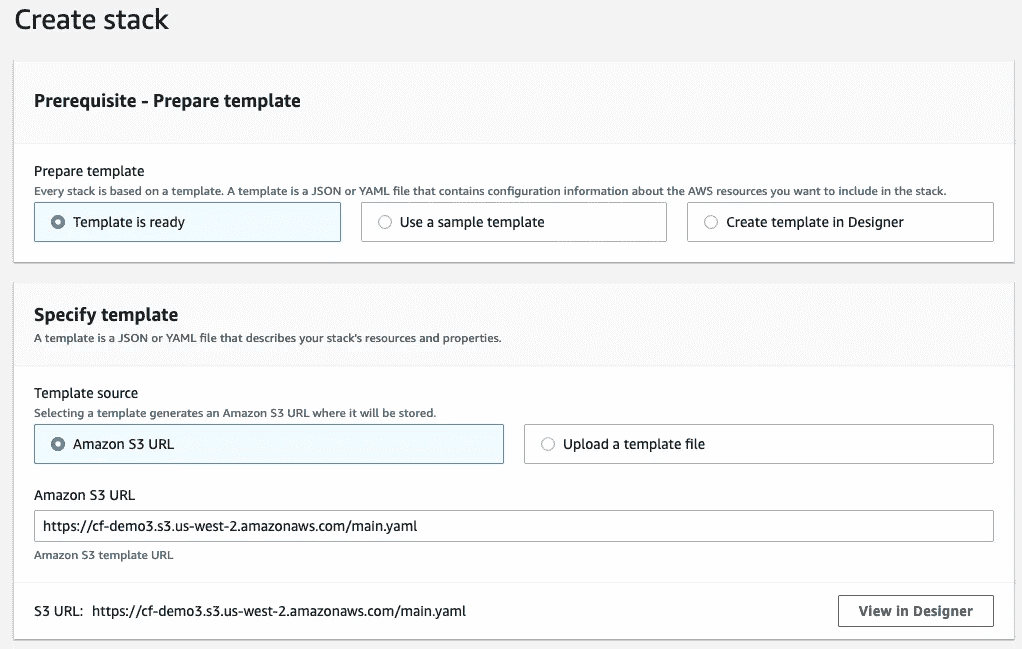 Create stack
Prerequisite - Prepare template
Prepare template
Every stack is based on a template. A template is a JSON or YAML file that contains configuration information about the AWS resources you want to include in the stack.
Template is ready
Use a sample template
Create template in Designer
Specify template
A template is a JSON or YAML file that describes your stack's resources and properties.
Template source
Selecting a template generates an Amazon S3 URL where it will be stored.
Amazon S3 URL
Upload a template file
Amazon S3 URL
https://cf-demo3.s3.us-west-2.amazonaws.com/main.yaml
Amazon S3 template URL
S3 URL: https://cf-demo3.s3.us-west-2.amazonaws.com/main.yaml
View in Designer